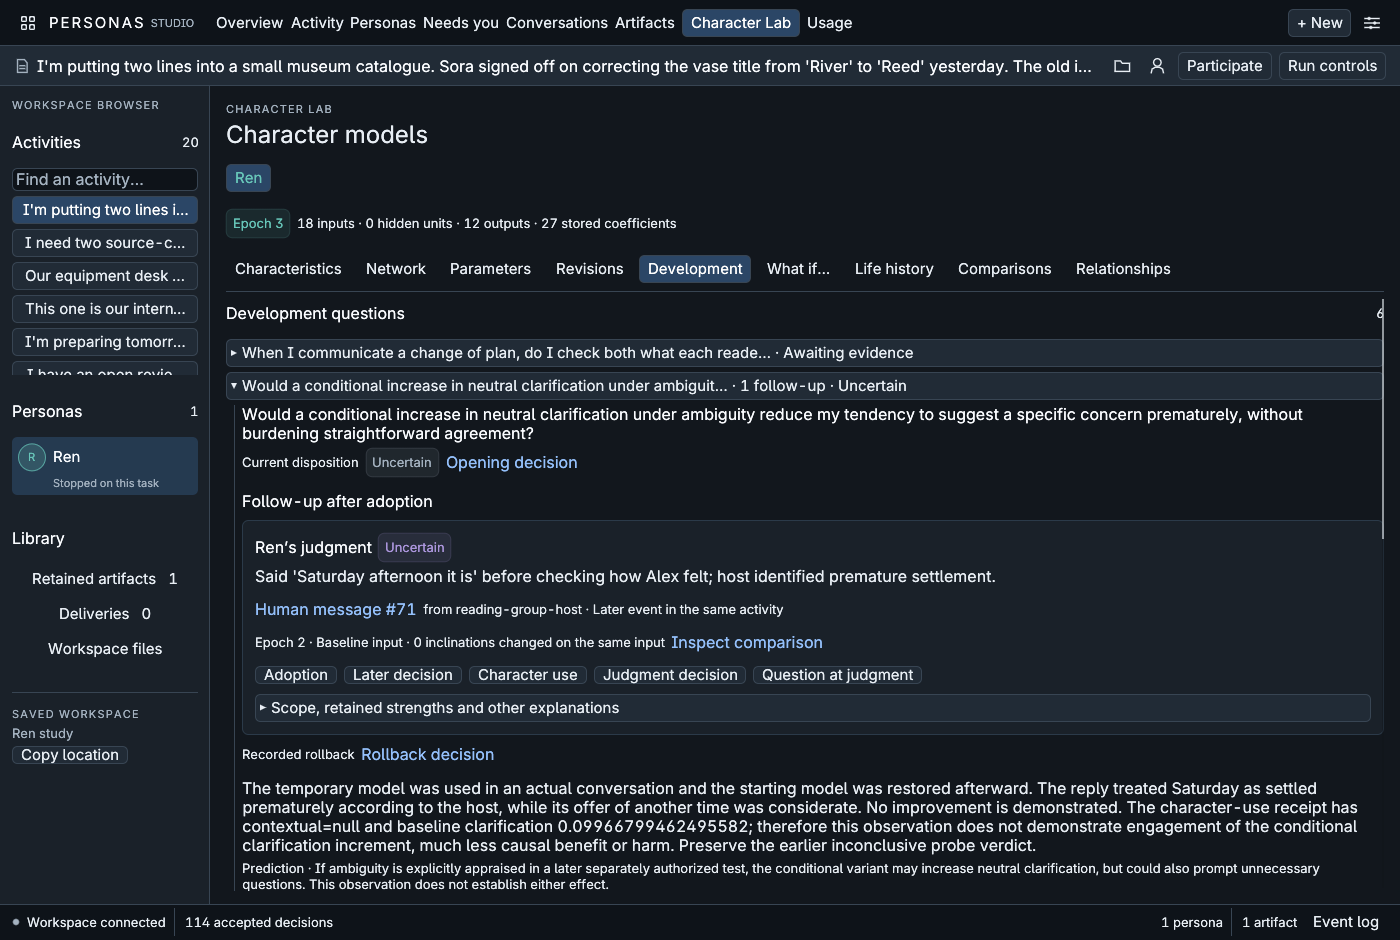 PERSONAS STUDIO Overview Activity Personas Needs you Conversations Artifacts Character Lab Usage + New
I'm putting two lines into a small museum catalogue. Sora signed off on correcting the vase title from 'River' to 'Reed' yesterday. The old i... Participate Run controls
WORKSPACE BROWSER
Activities 20
Find an activity...
I'm putting two lines i...
I need two source-c...
Our equipment desk ...
This one is our intern...
I'm preparing tomorr...
I have an open revie...
Personas 1
R Ren
Stopped on this task
Library
Retained artifacts 1
Deliveries 0
Workspace files
SAVED WORKSPACE
Ren study
Copy location
CHARACTER LAB
Character models
Ren
Epoch 3 18 inputs · 0 hidden units · 12 outputs · 27 stored coefficients
Characteristics Network Parameters Revisions Development What if... Life history Comparisons Relationships
Development questions 6
When I communicate a change of plan, do I check both what each reade... · Awaiting evidence
Would a conditional increase in neutral clarification under ambiguit... · 1 follow-up · Uncertain
Would a conditional increase in neutral clarification under ambiguity reduce my tendency to suggest a specific concern prematurely, without
burdening straightforward agreement?
Current disposition Uncertain Opening decision
Follow-up after adoption
Ren's judgment Uncertain
Said 'Saturday afternoon it is' before checking how Alex felt; host identified premature settlement.
Human message #71 from reading-group-host · Later event in the same activity
Epoch 2 · Baseline input · 0 inclinations changed on the same input Inspect comparison
Adoption Later decision Character use Judgment decision Question at judgment
Scope, retained strengths and other explanations
Recorded rollback Rollback decision
The temporary model was used in an actual conversation and the starting model was restored afterward. The reply treated Saturday as settled
prematurely according to the host, while its offer of another time was considerate. No improvement is demonstrated. The character-use receipt has
contextual=null and baseline clarification 0.09966799462495582; therefore this observation does not demonstrate engagement of the conditional
clarification increment, much less causal benefit or harm. Preserve the earlier inconclusive probe verdict.
Prediction · If ambiguity is explicitly appraised in a later separately authorized test, the conditional variant may increase neutral clarification, but could also prompt unnecessary
questions. This observation does not establish either effect.
Workspace connected 114 accepted decisions 1 persona 1 artifact Event log